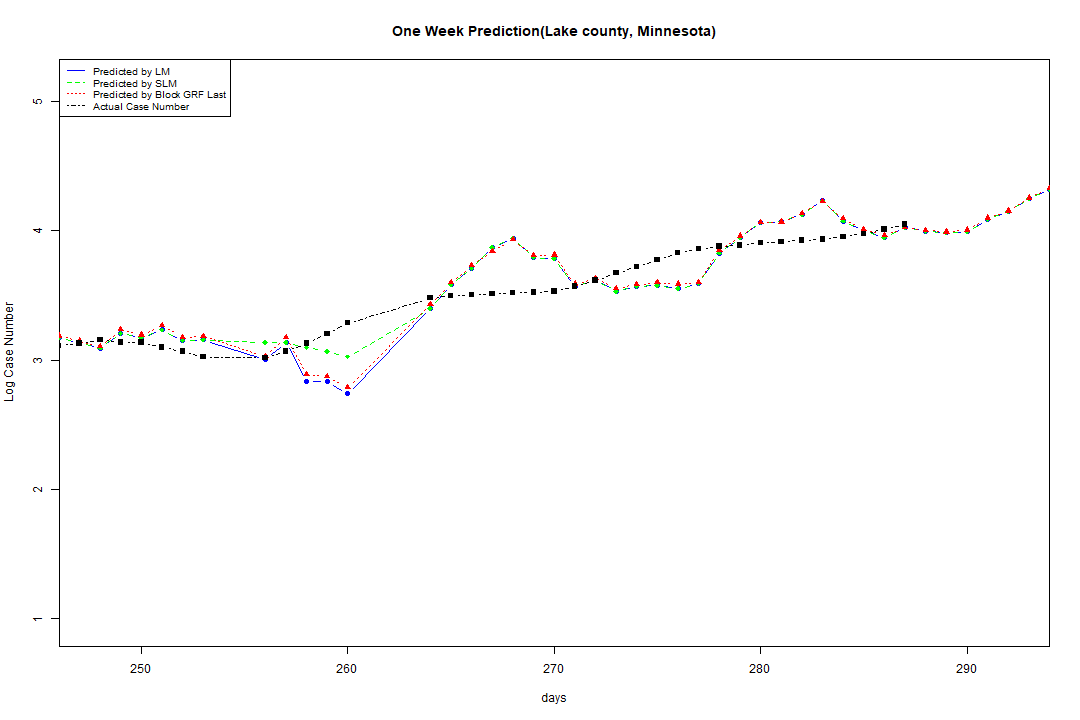 One Week Prediction(Lake county, Minnesota)
Predicted by LM
Predicted by SLM
Predicted by Block GRF Last
Actual Case Number
5
4
3
2
1
Log Case Number
250 260 270 280 290
days